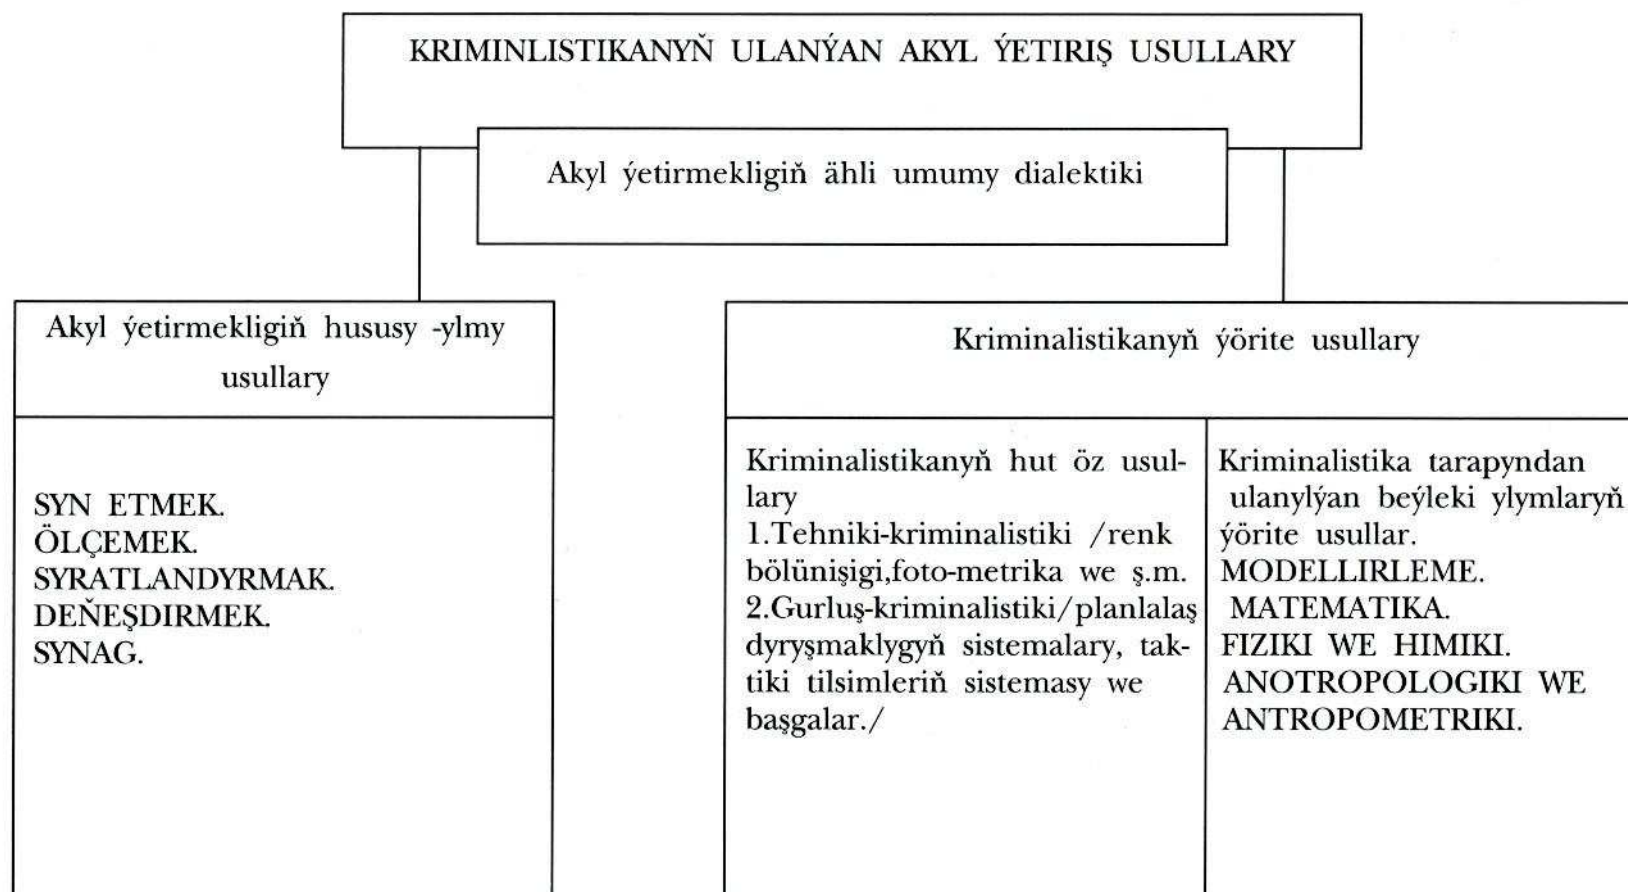 KRIMINLISTIKANYŇ ULANÝAN AKYL ÝETIRIŞ USULLARY
Akyl ýetirmekligiň ähli umumy dialektiki
Akyl ýetirmekligiň hususy -ylmy
usullary
SYN ETMEK.
ÖLÇEMEK.
SYRATLANDYRMAK.
DEŇEŞDIRMEK.
SYNAG.
Kriminalistikanyň ýörite usullary
Kriminalistikanyň hut öz usul-
lary
1.Tehniki-kriminalistiki /renk
bölünişigi,foto-metrika we ş.m.
2.Gurluş-kriminalistiki/planlalaş
dyryşmaklygyň sistemalary, tak-
tiki tilsimleriň sistemasy we
başgalar./
Kriminalistika tarapyndan
ulanylýan beýleki ylymlaryň
ýörite usullar.
MODELLIRLEME.
MATEMATIKA.
FIZIKI WE HIMIKI.
ANOTROPOLOGIKI WE
ANTROPOMETRIKI.